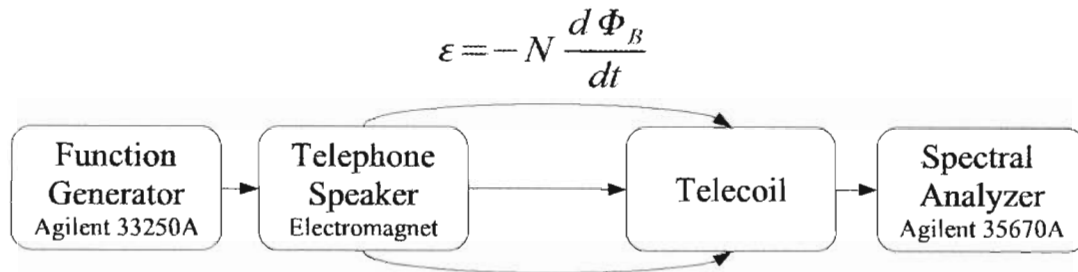 ε = −N dΦ_B/dt
Function
Generator
Agilent 33250A
Telephone
Speaker
Electromagnet
Telecoil
Spectral
Analyzer
Agilent 35670A